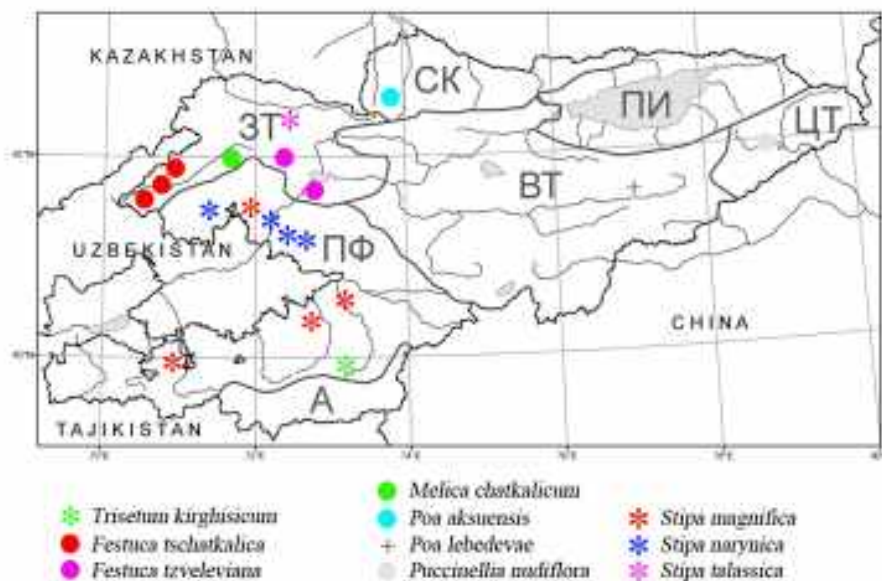 KAZAKHSTAN
СК
ПИ
ЗТ
ЦТ
ВТ
UZBEKISTAN
ПФ
CHINA
А
TAJIKISTAN
Melica chatkalicum
Trisetum kirghisicum
Poa aksuensis
Stipa magnifica
Festuca tschatkalica
Poa lebedevae
Stipa narynica
Festuca tzveleviana
Puccinellia nudiflora
Stipa talassica